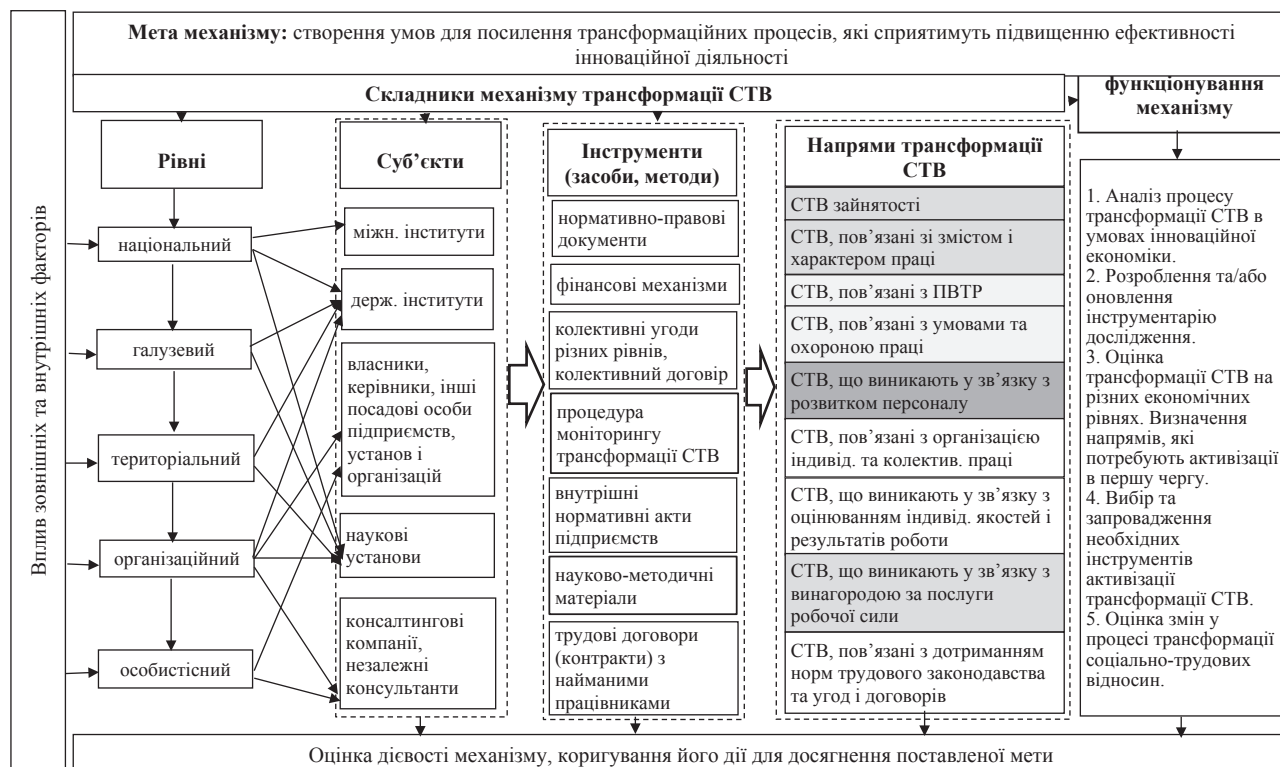 Вплив зовнішніх та внутрішніх факторів
Мета механізму: створення умов для посилення трансформаційних процесів, які сприятимуть підвищенню ефективності
інноваційної діяльності
Складники механізму трансформації СТВ
функціонування
механізму
Рівні
національний
галузевий
територіальний
організаційний
особистісний
Суб’єкти
міжн. інститути
держ. інститути
власники,
керівники, інші
посадові особи
підприємств,
установ і
організацій
наукові
установи
консалтингові
компанії,
незалежні
консультанти
Інструменти
(засоби, методи)
нормативно-правові
документи
фінансові механізми
колективні угоди
різних рівнів,
колективний договір
процедура
моніторингу
трансформації СТВ
внутрішні
нормативні акти
підприємств
науково-методичні
матеріали
трудові договори
(контракти) з
найманими
працівниками
Напрями трансформації
СТВ
СТВ зайнятості
СТВ, пов’язані зі змістом і
характером праці
СТВ, пов’язані з ПВТР
СТВ, пов’язані з умовами та
охороною праці
СТВ, що виникають у зв’язку з
розвитком персоналу
СТВ, пов’язані з організацією
індивід. та колектив. праці
СТВ, що виникають у зв’язку з
оцінюванням індивід. якостей і
результатів роботи
СТВ, що виникають у зв’язку з
винагородою за послуги
робочої сили
СТВ, пов’язані з дотриманням
норм трудового законодавства
та угод і договорів
1. Аналіз процесу
трансформації СТВ в
умовах інноваційної
економіки.
2. Розроблення та/або
оновлення
інструментарію
дослідження.
3. Оцінка
трансформації СТВ на
різних економічних
рівнях. Визначення
напрямів, які
потребують активізації
в першу чергу.
4. Вибір та
запровадження
необхідних
інструментів
активізації
трансформації СТВ.
5. Оцінка змін у
процесі трансформації
соціально-трудових
відносин.
Оцінка дієвості механізму, коригування його дії для досягнення поставленої мети